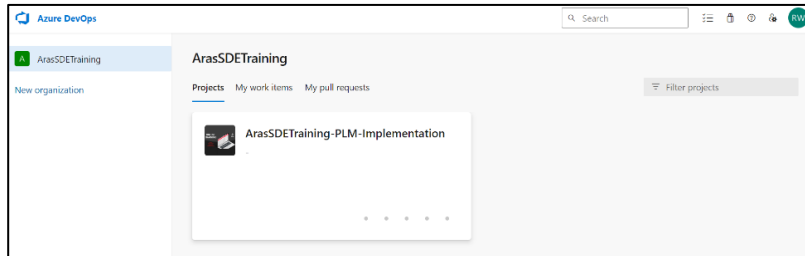 Azure DevOps
Search
RW
A ArasSDETraining
New organization
ArasSDETraining
Projects My work items My pull requests
Filter projects
ArasSDETraining-PLM-Implementation